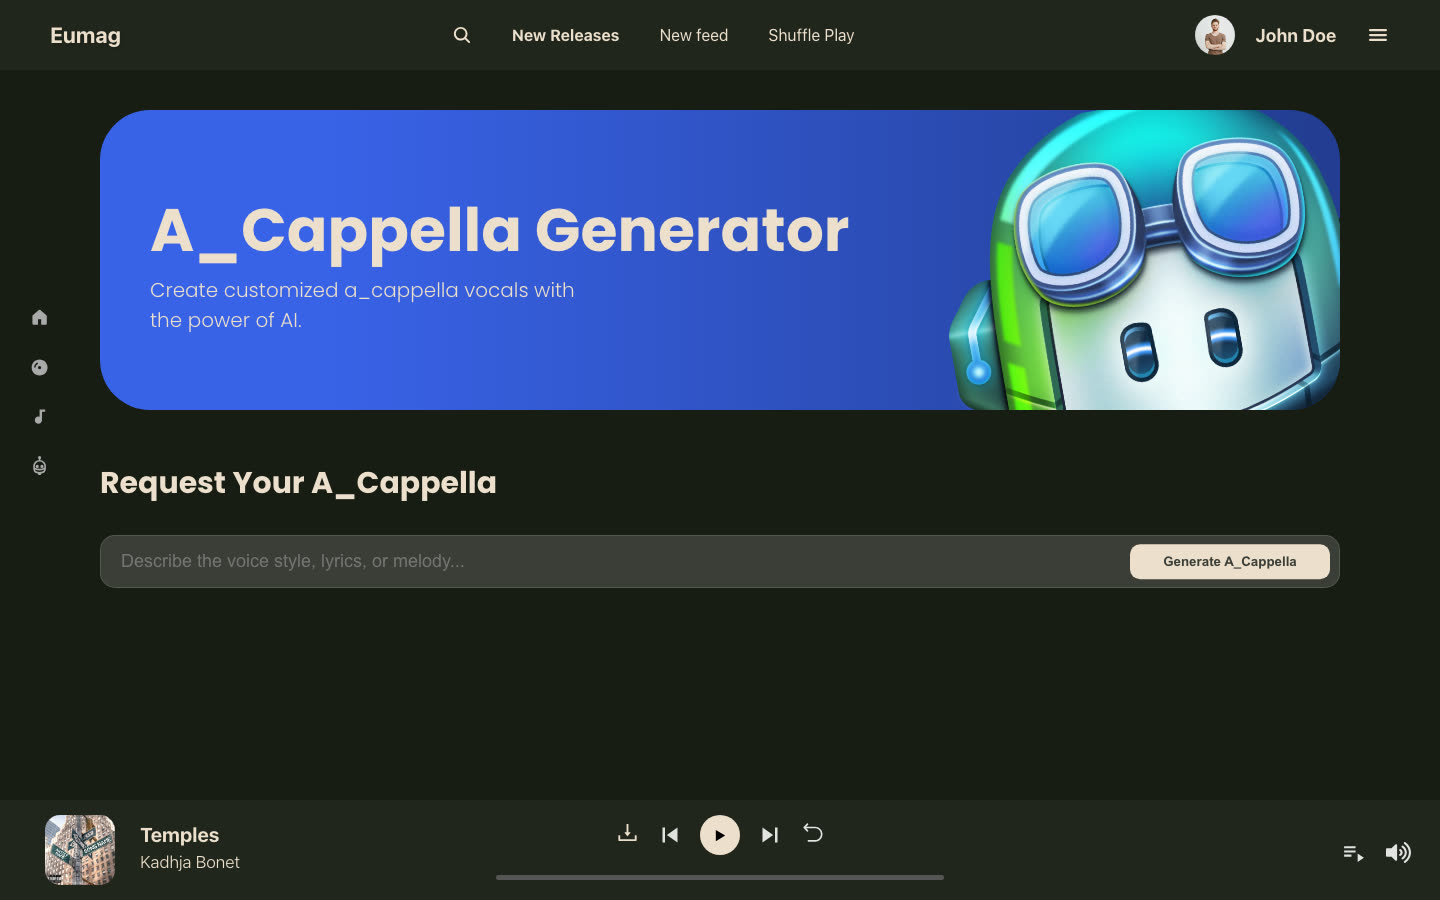 Eumag
New Releases
New feed
Shuffle Play
John Doe
A_Cappella Generator
Create customized a_cappella vocals with
the power of AI.
Request Your A_Cappella
Describe the voice style, lyrics, or melody...
Generate A_Cappella
Temples
Kadhja Bonet